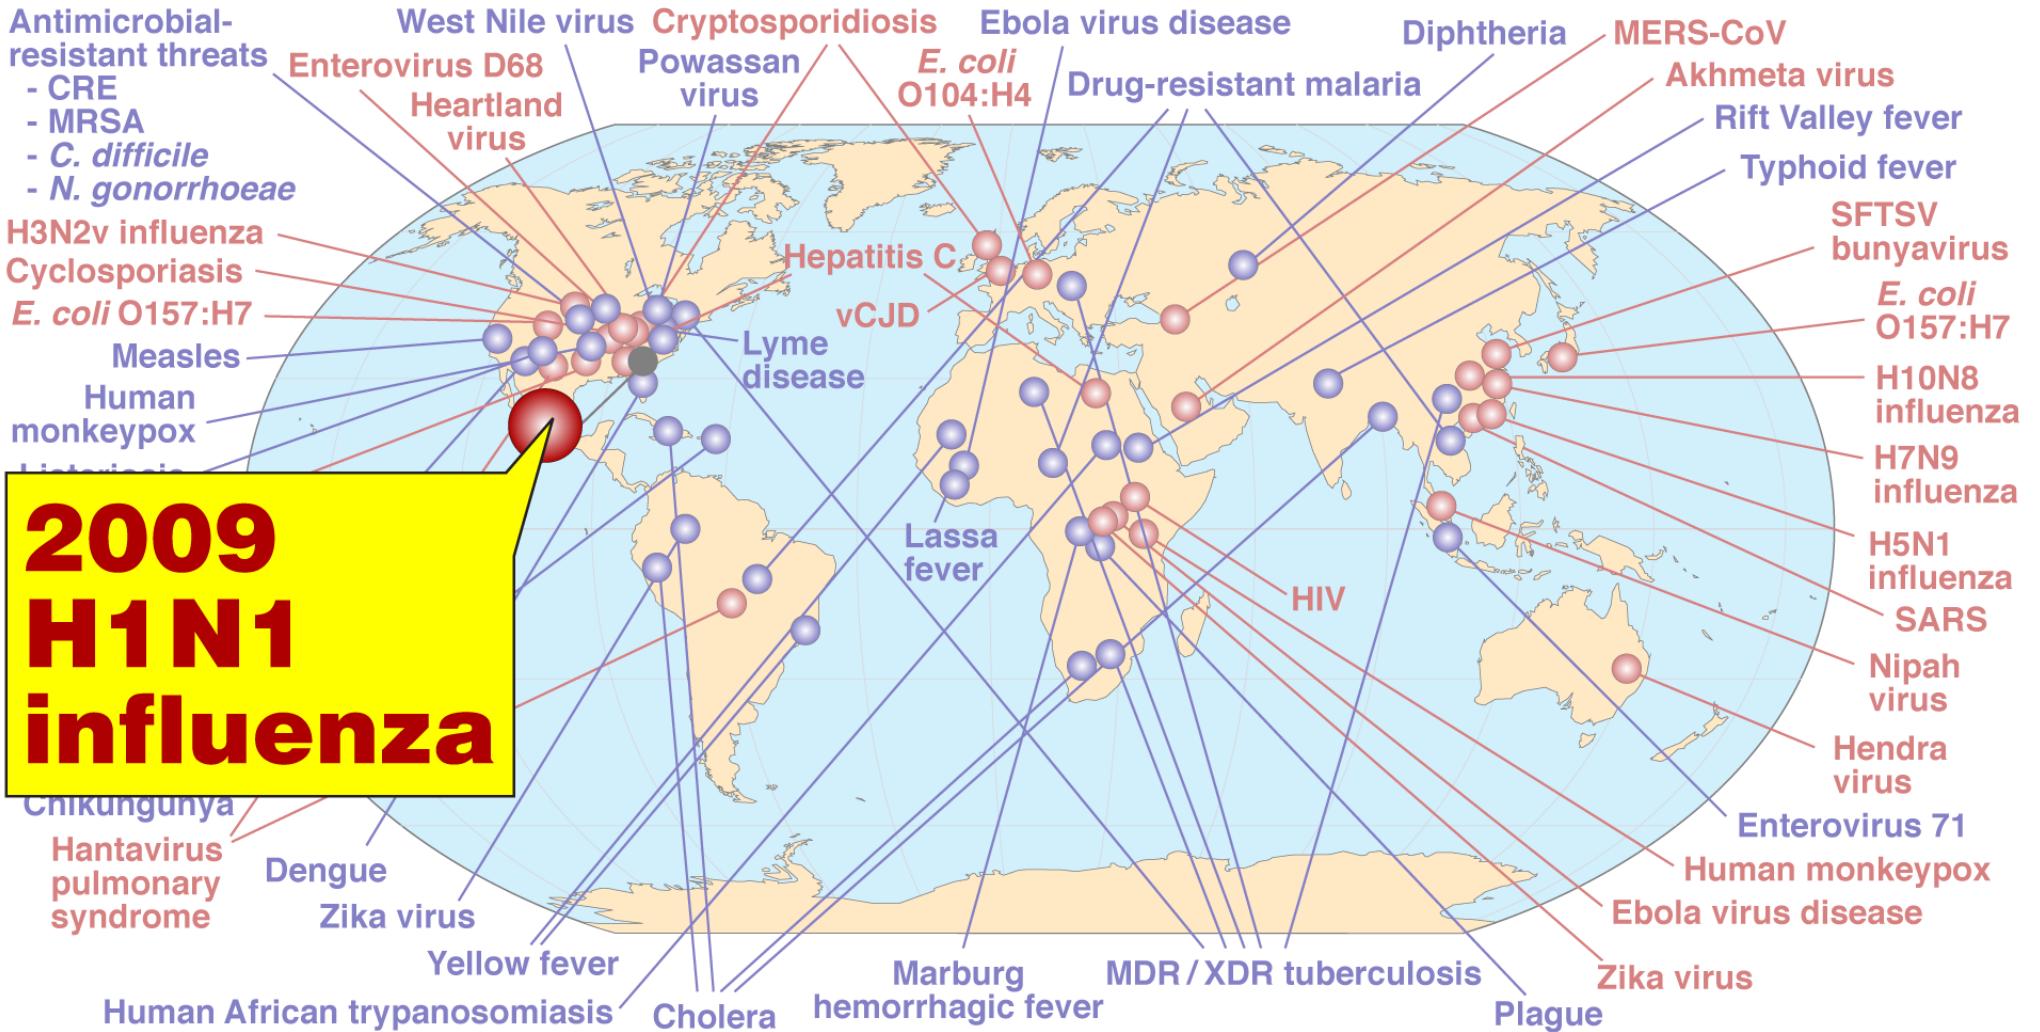 Antimicrobial-
resistant threats
- CRE
- MRSA
- C. difficile
- N. gonorrhoeae
West Nile virus
Cryptosporidiosis
Ebola virus disease
Diphtheria
MERS-CoV
Enterovirus D68
Powassan
virus
E. coli
O104:H4
Drug-resistant malaria
Akhmeta virus
Heartland
virus
Rift Valley fever
Typhoid fever
H3N2v influenza
Cyclosporiasis
E. coli O157:H7
Measles
Human
monkeypox
Listeriosis
Hepatitis C
vCJD
Lyme
disease
SFTSV
bunyavirus
E. coli
O157:H7
H10N8
influenza
H7N9
influenza
H5N1
influenza
SARS
Nipah
virus
Hendra
virus
Enterovirus 71
Lassa
fever
HIV
2009
H1N1
influenza
Chikungunya
Hantavirus
pulmonary
syndrome
Dengue
Zika virus
Yellow fever
Human African trypanosomiasis
Cholera
Marburg
hemorrhagic fever
MDR / XDR tuberculosis
Plague
Zika virus
Ebola virus disease
Human monkeypox